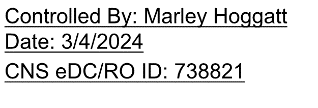 Controlled By: Marley Hoggatt
Date: 3/4/2024
CNS eDC/RO ID: 738821